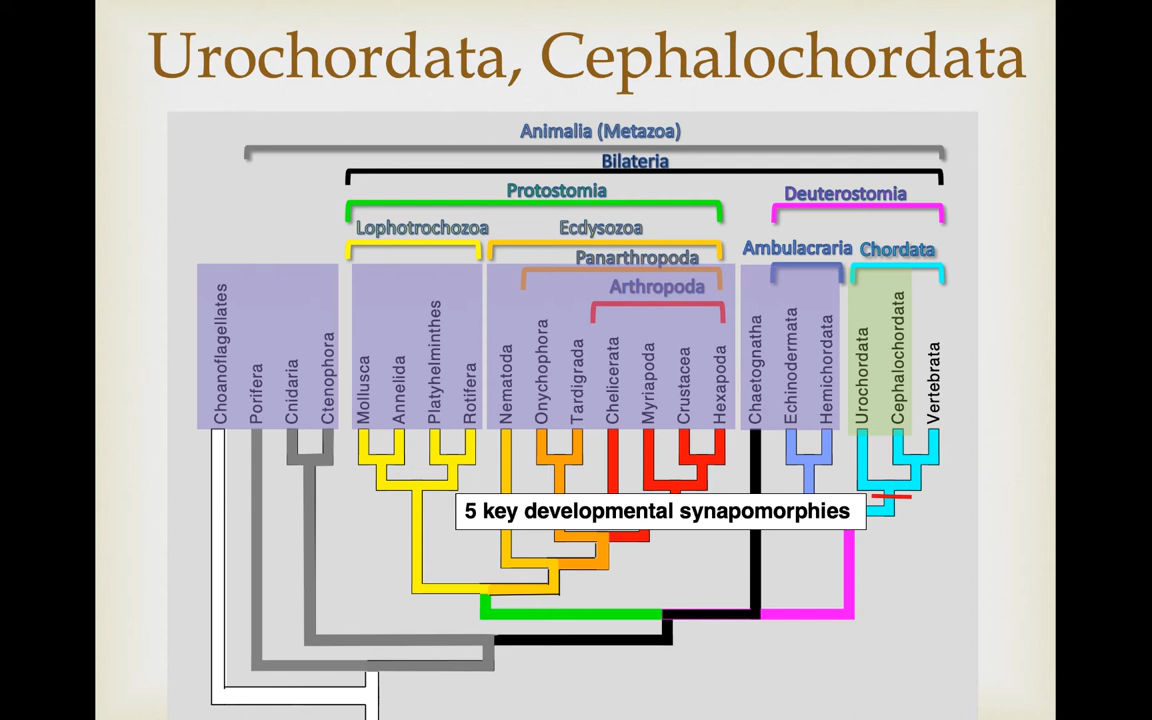 Urochordata, Cephalochordata
Animalia (Metazoa)
Bilateria
Protostomia
Deuterostomia
Lophotrochozoa
Ecdysozoa
Ambulacraria
Chordata
Panarthropoda
Arthropoda
Choanoflagellates
Porifera
Cnidaria
Ctenophora
Mollusca
Annelida
Platyhelminthes
Rotifera
Nematoda
Onychophora
Tardigrada
Chelicerata
Myriapoda
Crustacea
Hexapoda
Chaetognatha
Echinodermata
Hemichordata
Urochordata
Cephalochordata
Vertebrata
5 key developmental synapomorphies